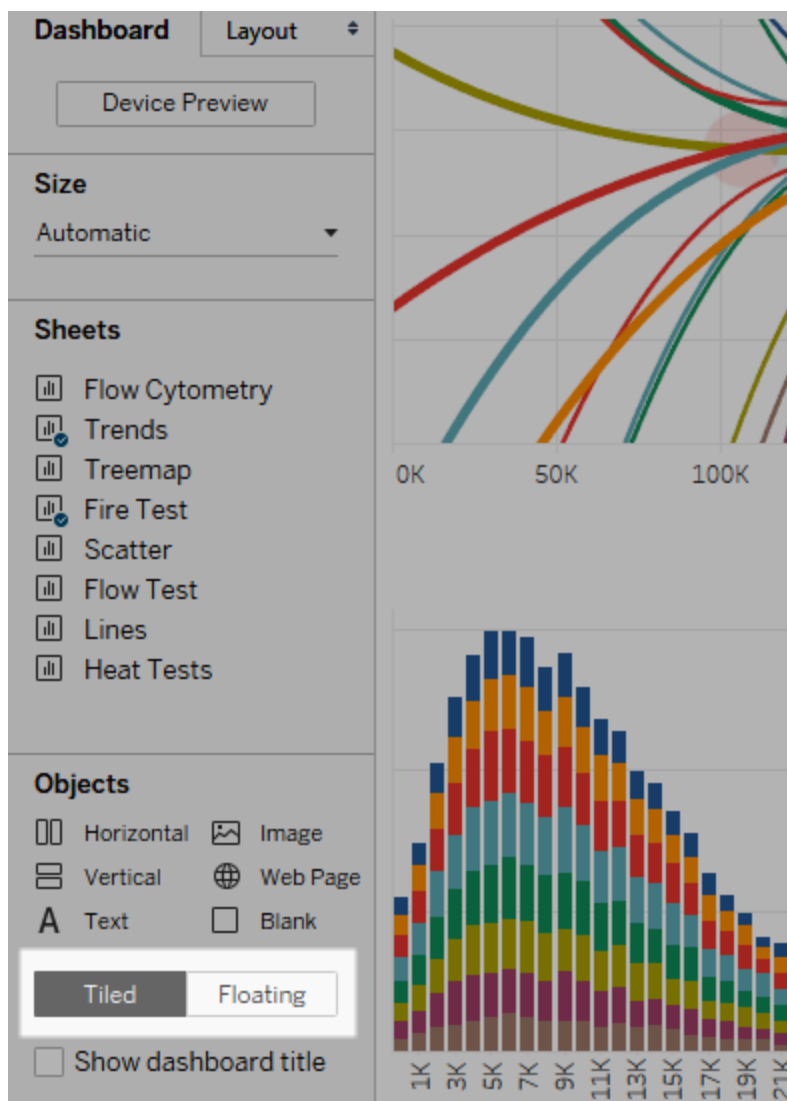 Dashboard Layout
Device Preview
Size
Automatic
Sheets
Flow Cytometry
Trends
Treemap
Fire Test
Scatter
Flow Test
Lines
Heat Tests
Objects
Horizontal Image
Vertical Web Page
A Text Blank
Tiled Floating
Show dashboard title
0K 50K 100K
1K 3K 5K 7K 9K 11K 13K 15K 17K 19K 21K